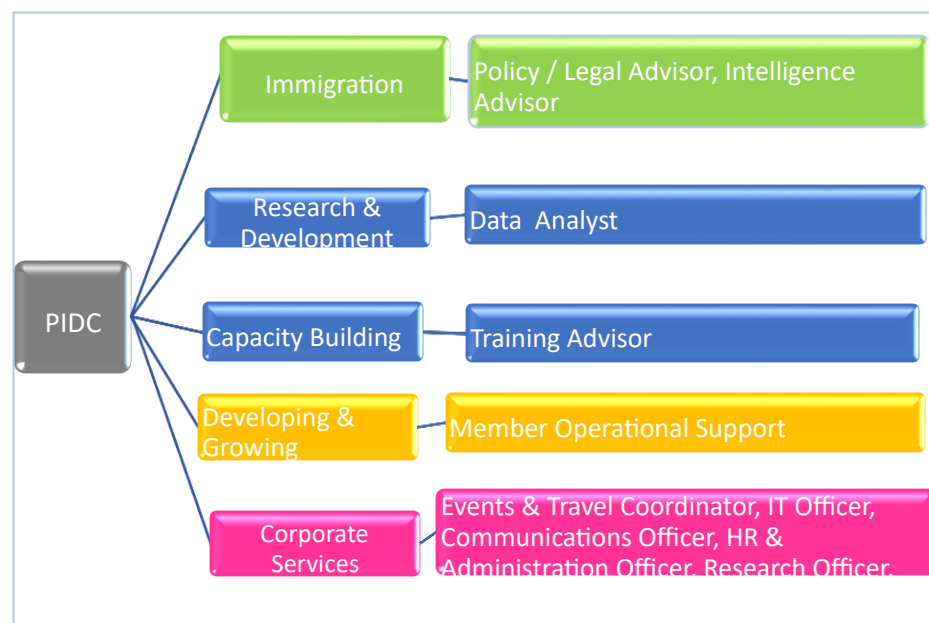 Immigration
Policy / Legal Advisor, Intelligence
Advisor
Research &
Development
Data Analyst
PIDC
Capacity Building
Training Advisor
Developing &
Growing
Member Operational Support
Corporate
Services
Events & Travel Coordinator, IT Officer,
Communications Officer, HR &
Administration Officer, Research Officer,